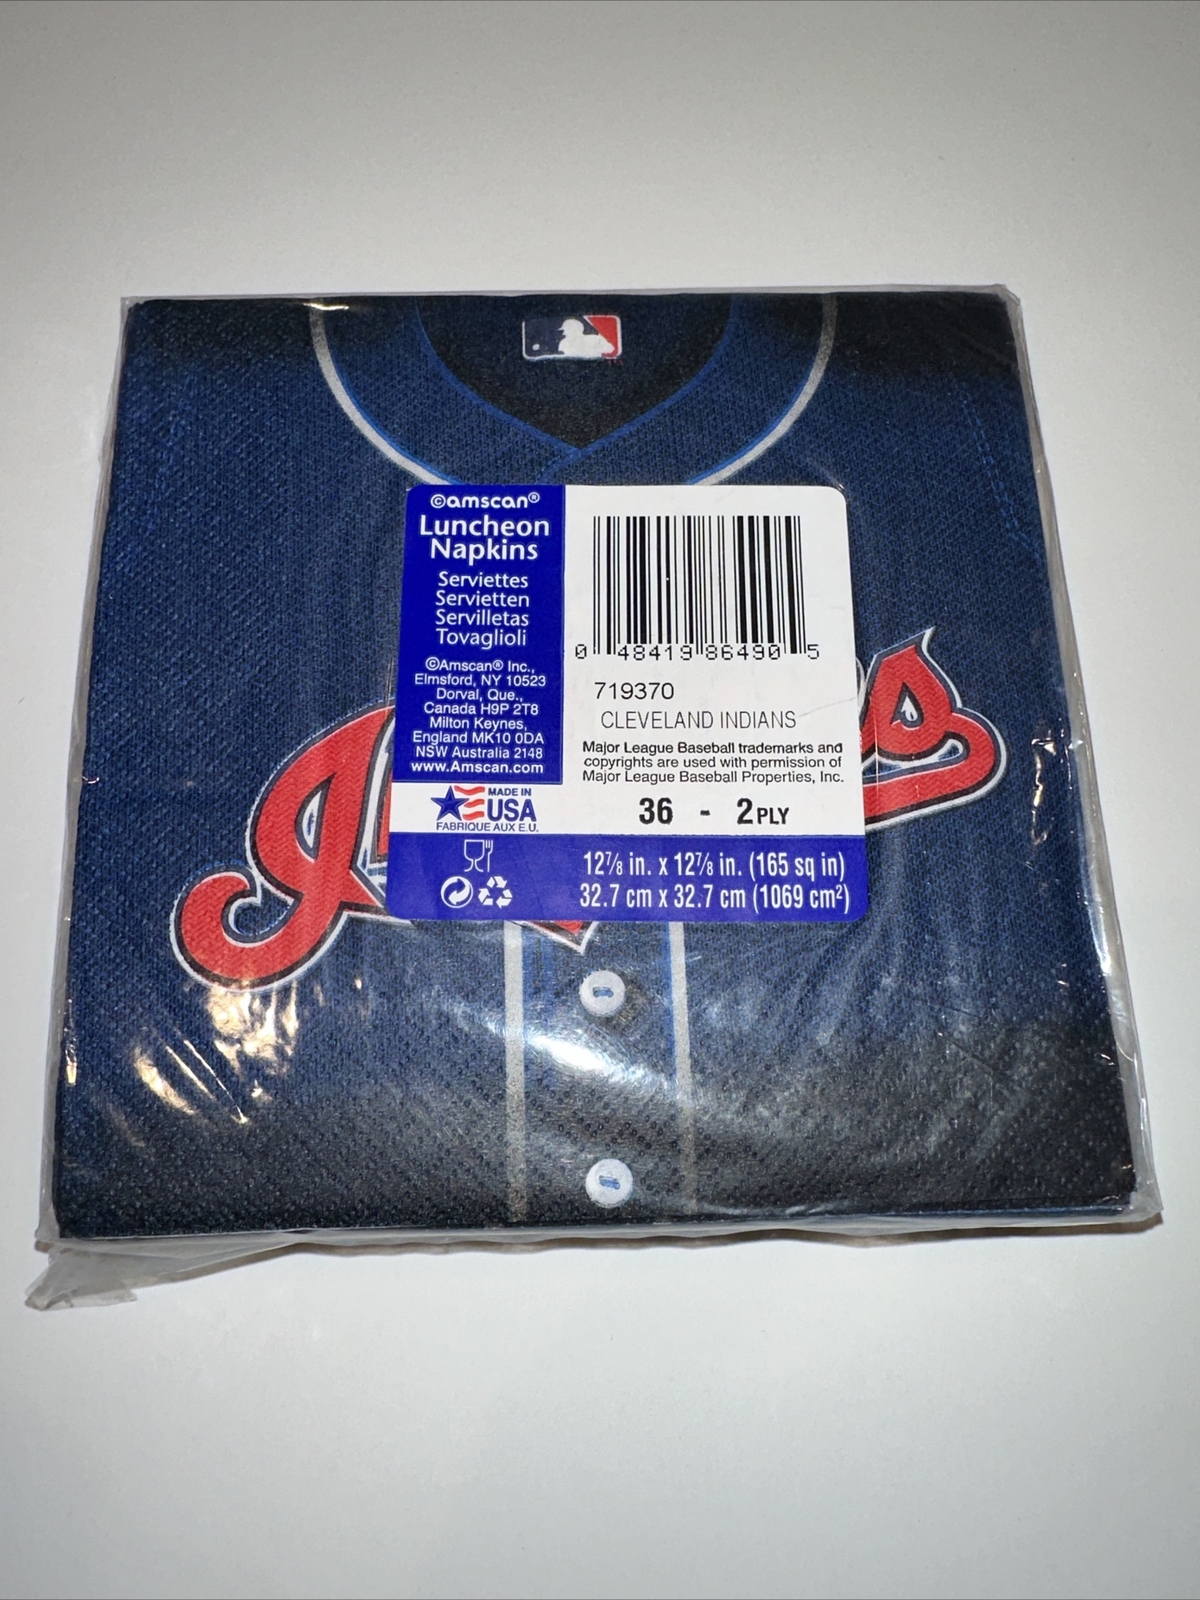 ©amscan®
Luncheon
Napkins
Serviettes
Servietten
Servilletas
Tovaglioli
©Amscan® Inc.,
Elmsford, NY 10523
Dorval, Que.,
Canada H9P 2T8
Milton Keynes,
England MK10 0DA
NSW Australia 2148
www.Amscan.com
MADE IN
USA
FABRIQUE AUX E.U.
0 48419 86490 5
719370
CLEVELAND INDIANS
Major League Baseball trademarks and
copyrights are used with permission of
Major League Baseball Properties, Inc.
36 - 2 PLY
12⅞ in. x 12⅞ in. (165 sq in)
32.7 cm x 32.7 cm (1069 cm²)